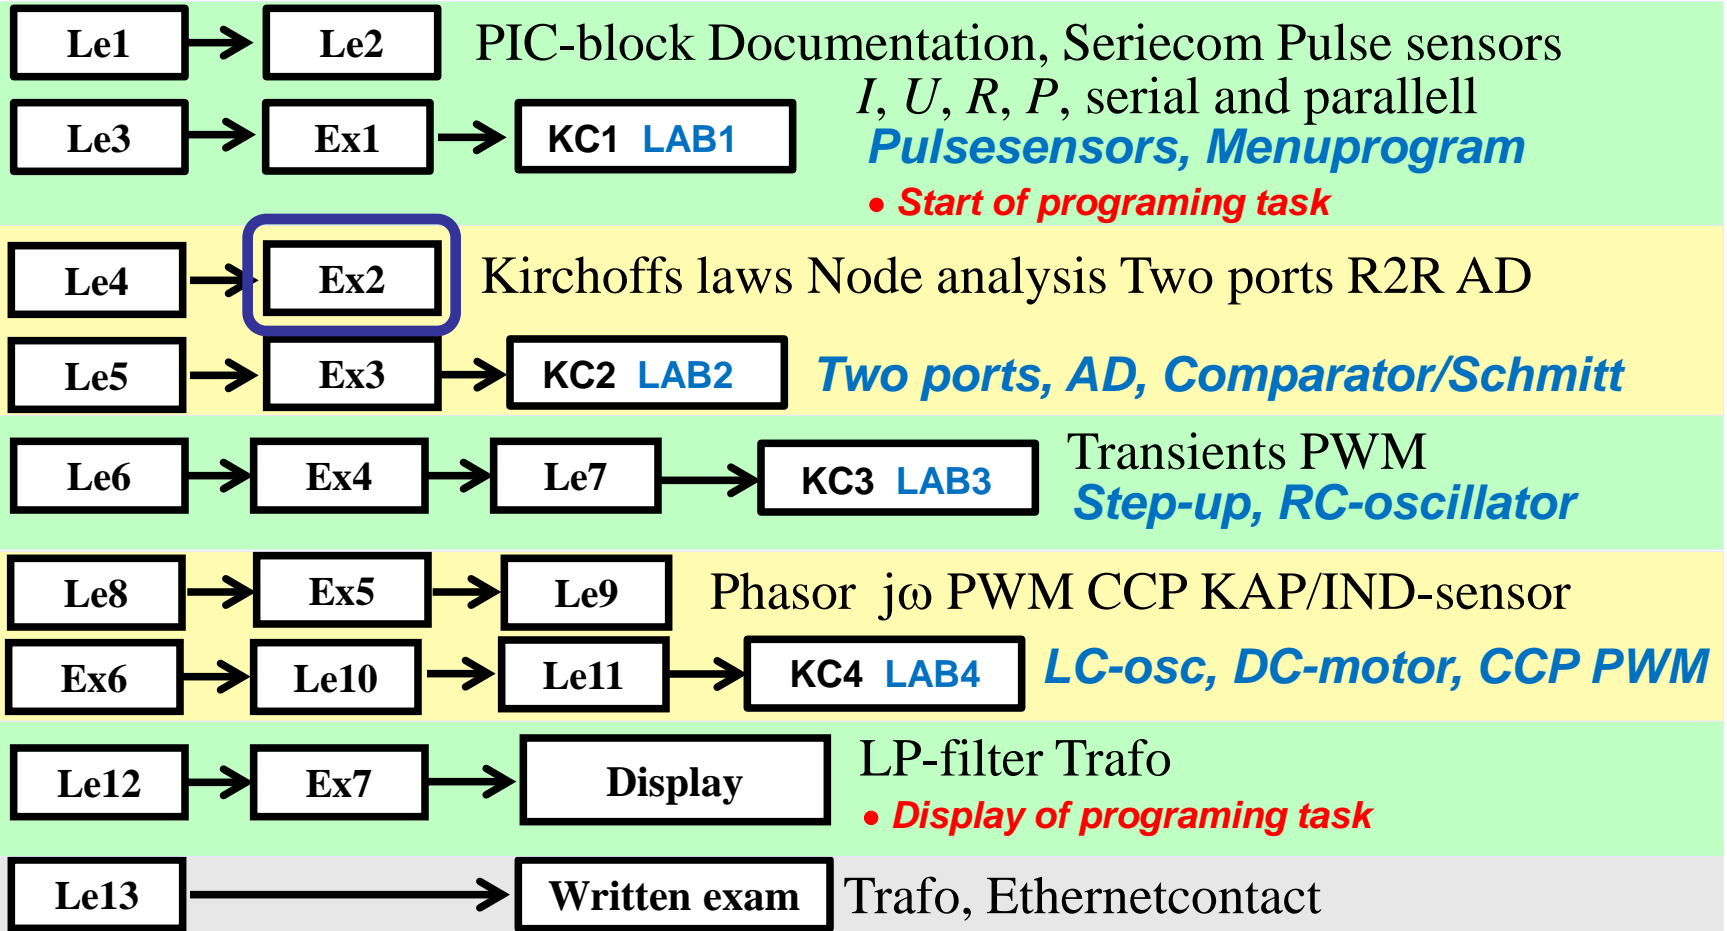 Le1 Le2 PIC-block Documentation, Seriecom Pulse sensors
I, U, R, P, serial and parallell
Le3 Ex1 KC1 LAB1 Pulsesensors, Menuprogram
• Start of programing task
Le4 Ex2 Kirchoffs laws Node analysis Two ports R2R AD
Le5 Ex3 KC2 LAB2 Two ports, AD, Comparator/Schmitt
Le6 Ex4 Le7 KC3 LAB3 Transients PWM
Step-up, RC-oscillator
Le8 Ex5 Le9 Phasor jω PWM CCP KAP/IND-sensor
Ex6 Le10 Le11 KC4 LAB4 LC-osc, DC-motor, CCP PWM
Le12 Ex7 Display LP-filter Trafo
• Display of programing task
Le13 Written exam Trafo, Ethernetcontact